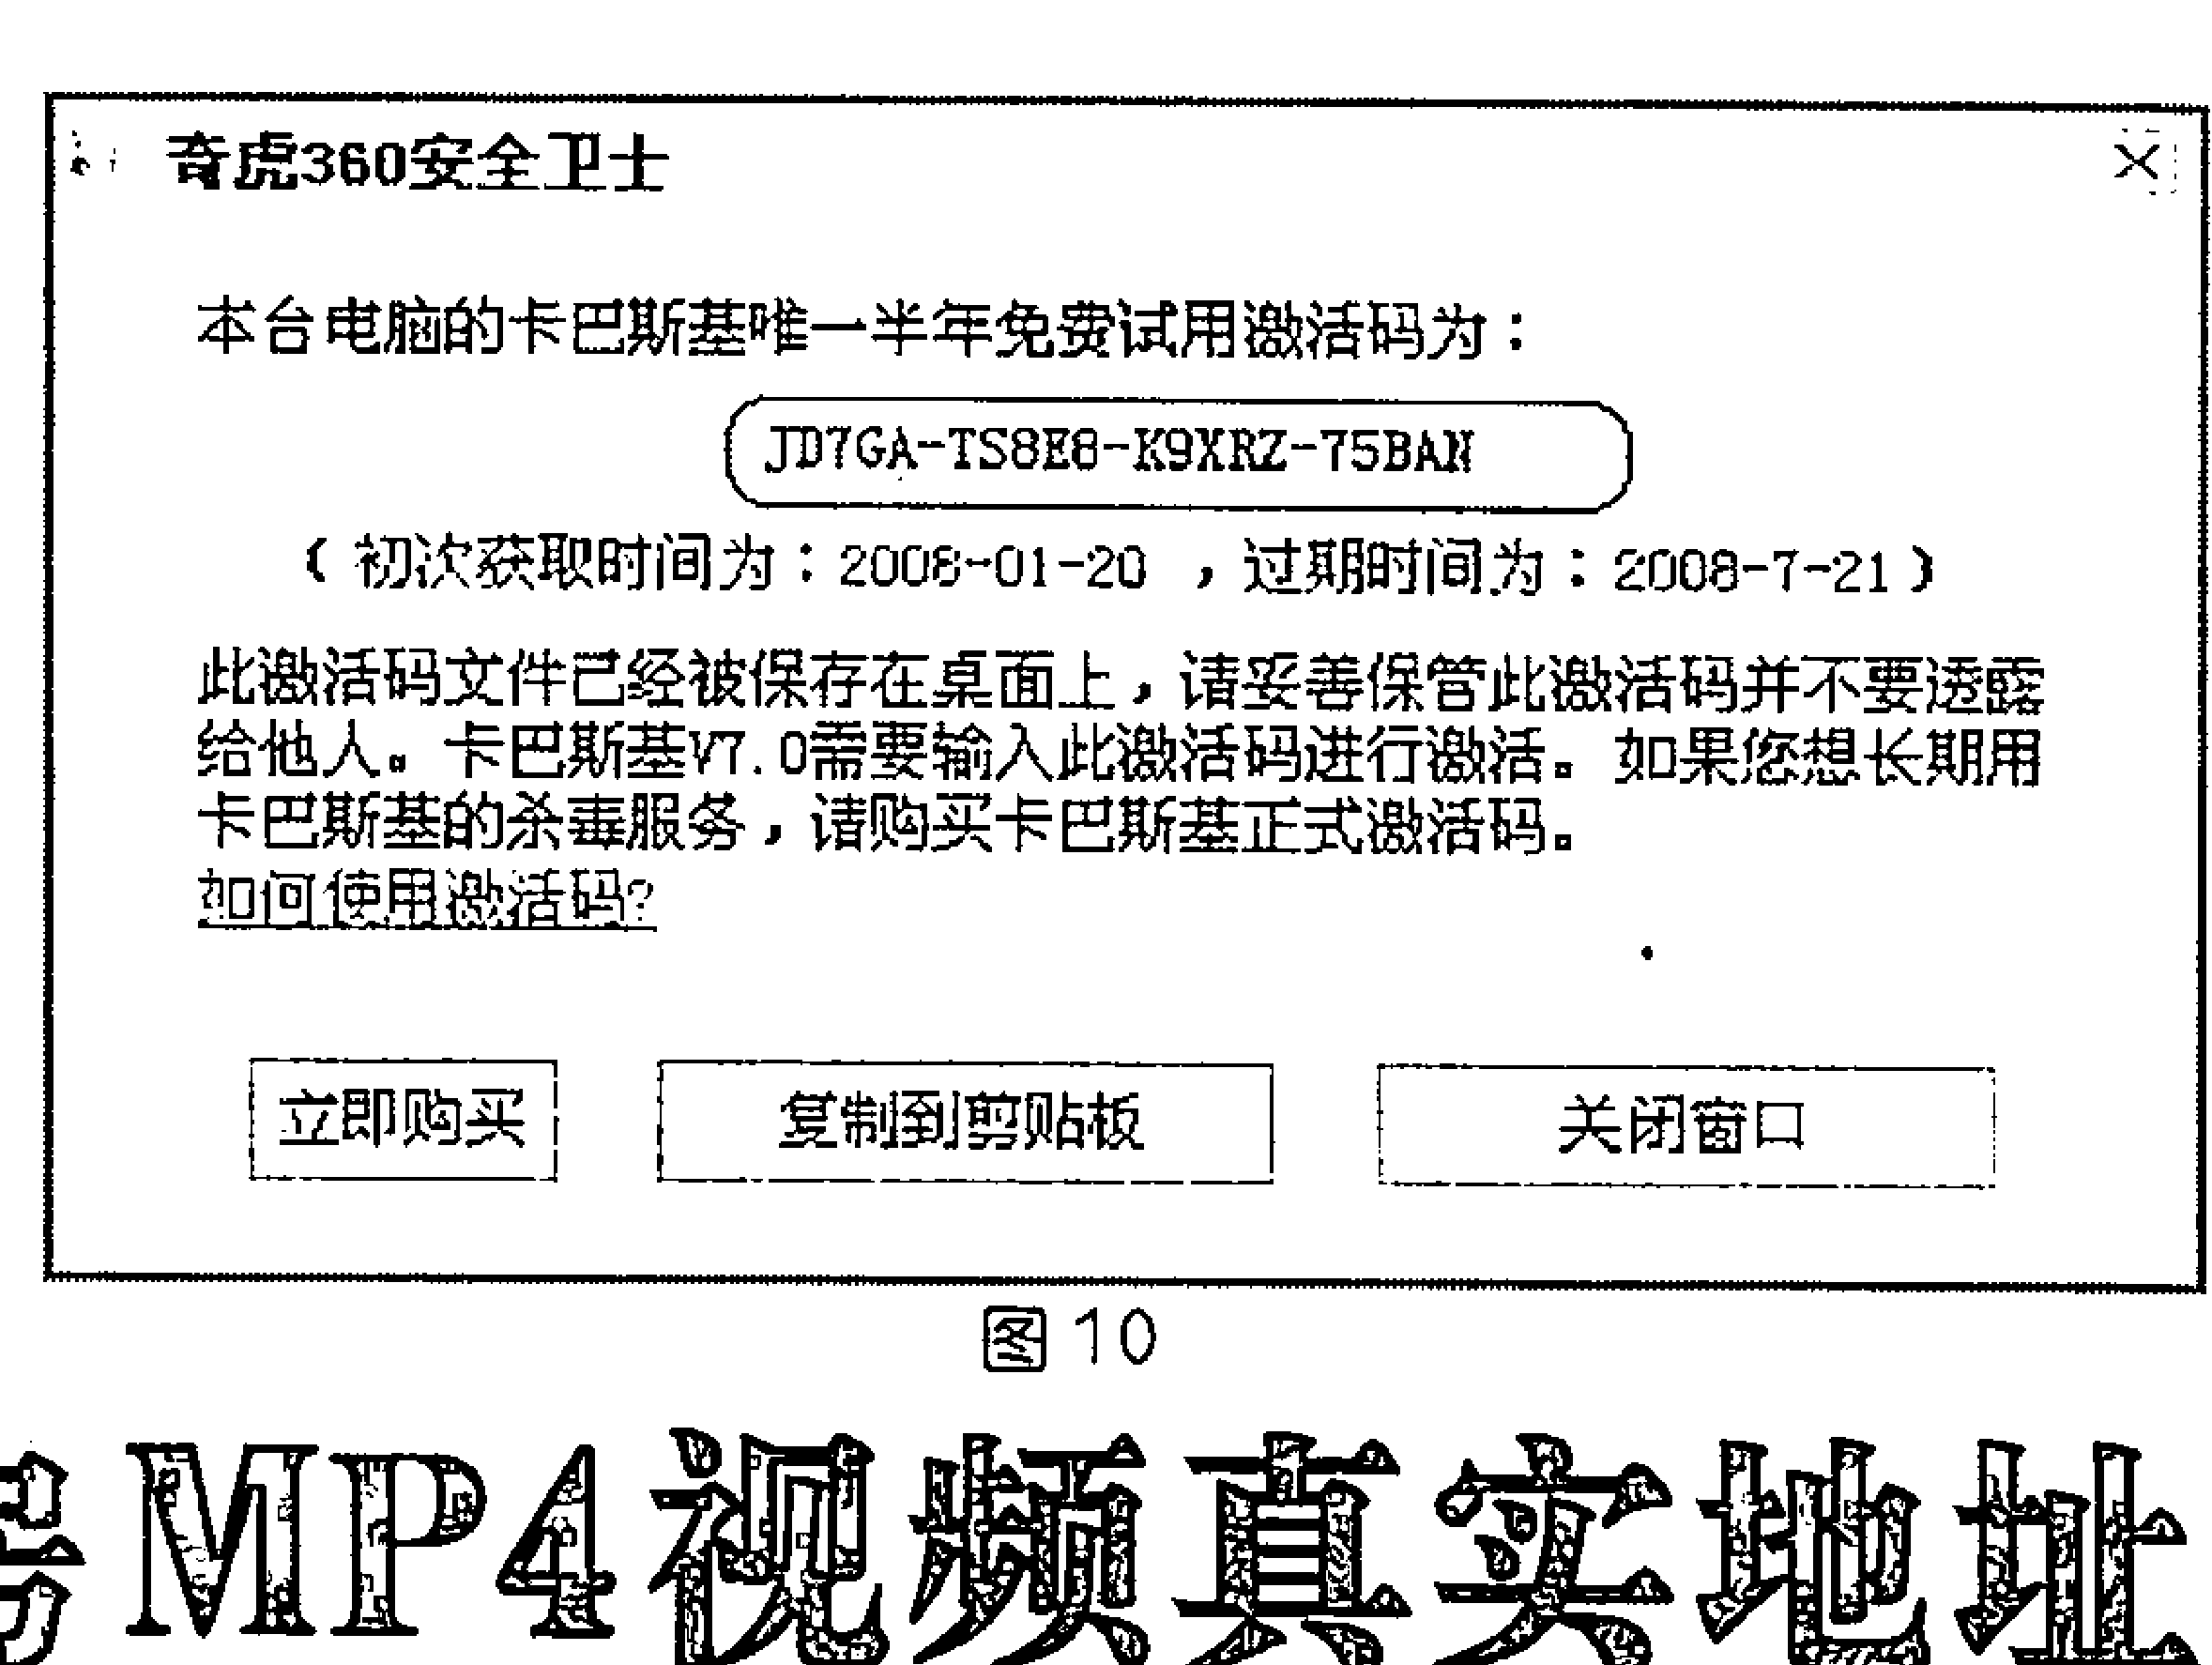 奇虎360安全卫士
本台电脑的卡巴斯基唯一半年免费试用激活码为：
JD7GA-TS8E8-K9XRZ-75BAN
（初次获取时间为：2008-01-20 ，过期时间为：2008-7-21）
此激活码文件已经被保存在桌面上，请妥善保管此激活码并不要透露
给他人。卡巴斯基V7.0需要输入此激活码进行激活。如果您想长期用
卡巴斯基的杀毒服务，请购买卡巴斯基正式激活码。
如何使用激活码?
立即购买 复制到剪贴板 关闭窗口
图10
MP4视频真实地址